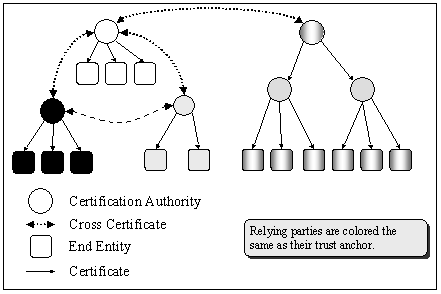 Certification Authority
Cross Certificate
End Entity
Certificate
Relying parties are colored the
same as their trust anchor.